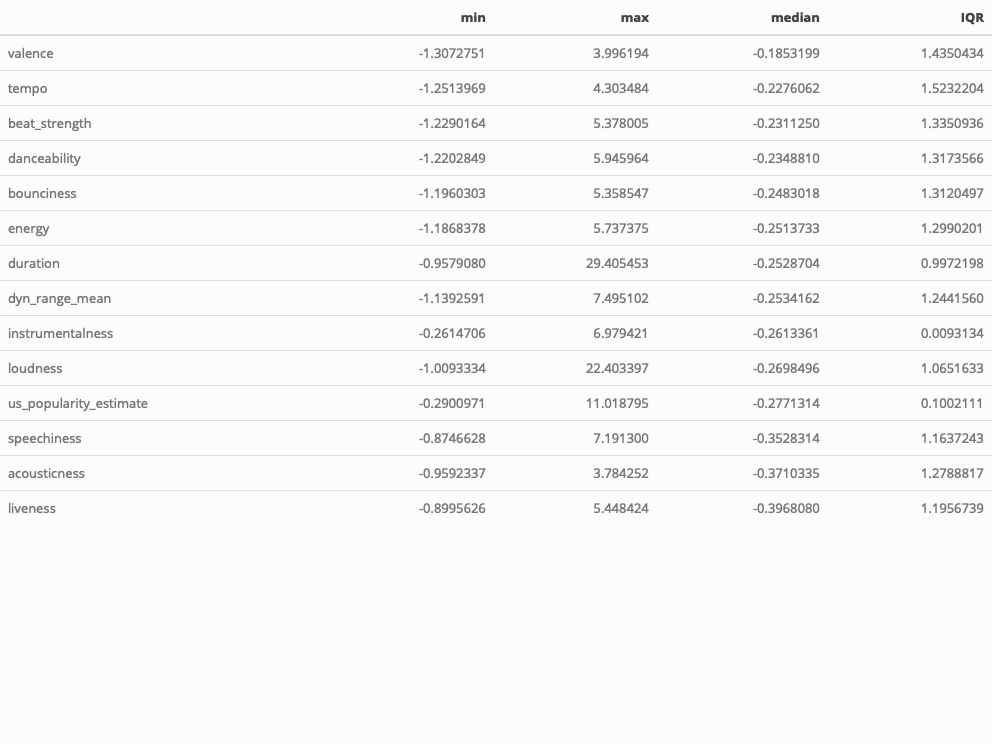 min max median IQR
valence -1.3072751 3.996194 -0.1853199 1.4350434
tempo -1.2513969 4.303484 -0.2276062 1.5232204
beat_strength -1.2290164 5.378005 -0.2311250 1.3350936
danceability -1.2202849 5.945964 -0.2348810 1.3173566
bounciness -1.1960303 5.358547 -0.2483018 1.3120497
energy -1.1868378 5.737375 -0.2513733 1.2990201
duration -0.9579080 29.405453 -0.2528704 0.9972198
dyn_range_mean -1.1392591 7.495102 -0.2534162 1.2441560
instrumentalness -0.2614706 6.979421 -0.2613361 0.0093134
loudness -1.0093334 22.403397 -0.2698496 1.0651633
us_popularity_estimate -0.2900971 11.018795 -0.2771314 0.1002111
speechiness -0.8746628 7.191300 -0.3528314 1.1637243
acousticness -0.9592337 3.784252 -0.3710335 1.2788817
liveness -0.8995626 5.448424 -0.3968080 1.1956739